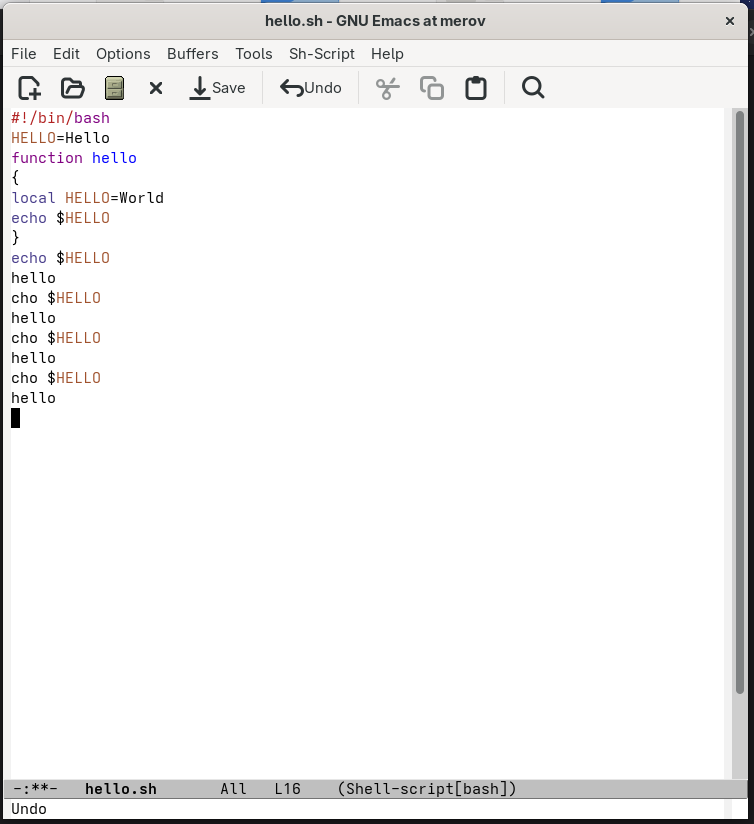 hello.sh - GNU Emacs at merov
File Edit Options Buffers Tools Sh-Script Help
Save Undo
#!/bin/bash
HELLO=Hello
function hello
{
local HELLO=World
echo $HELLO
}
echo $HELLO
hello
cho $HELLO
hello
cho $HELLO
hello
cho $HELLO
hello
-:**- hello.sh All L16 (Shell-script[bash])
Undo